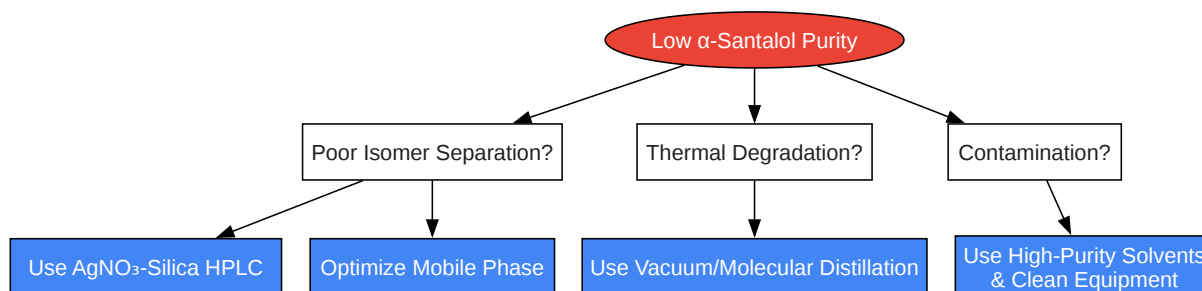 Low α-Santalol Purity
Poor Isomer Separation?
Thermal Degradation?
Contamination?
Use AgNO₃-Silica HPLC
Optimize Mobile Phase
Use Vacuum/Molecular Distillation
Use High-Purity Solvents
& Clean Equipment